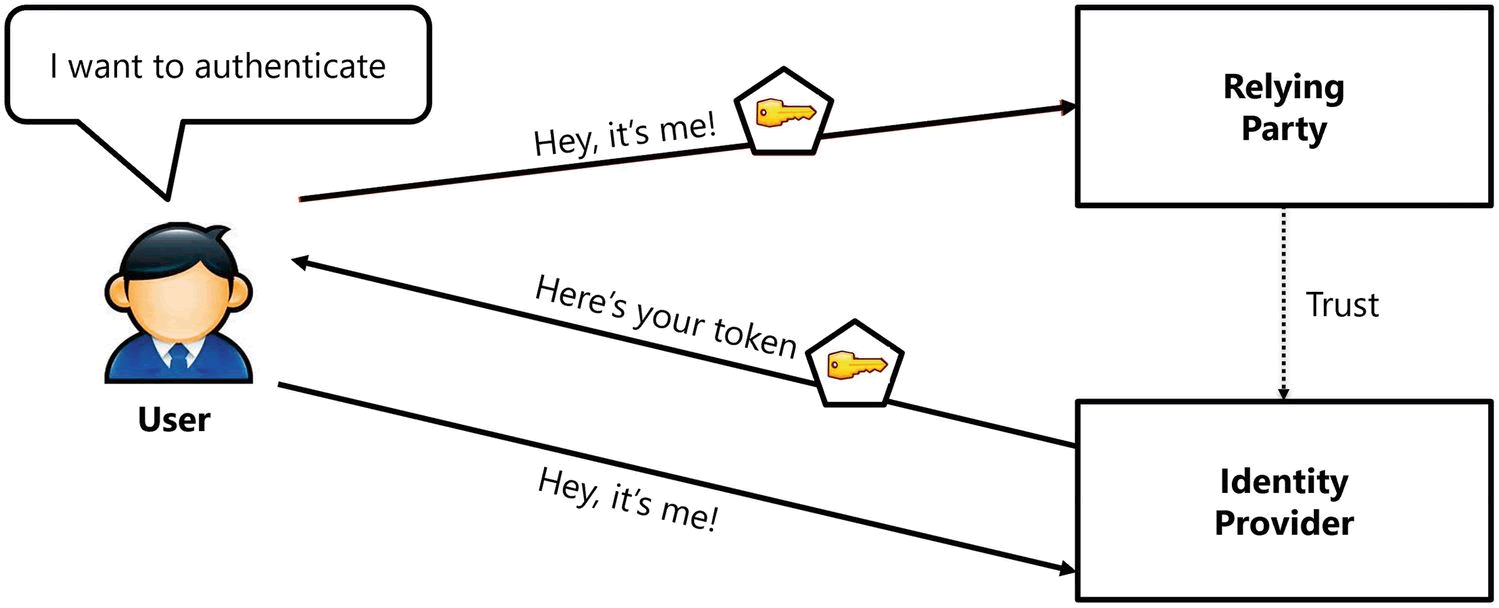 I want to authenticate
Hey, it's me!
Relying
Party
Here's your token
Trust
User
Hey, it's me!
Identity
Provider